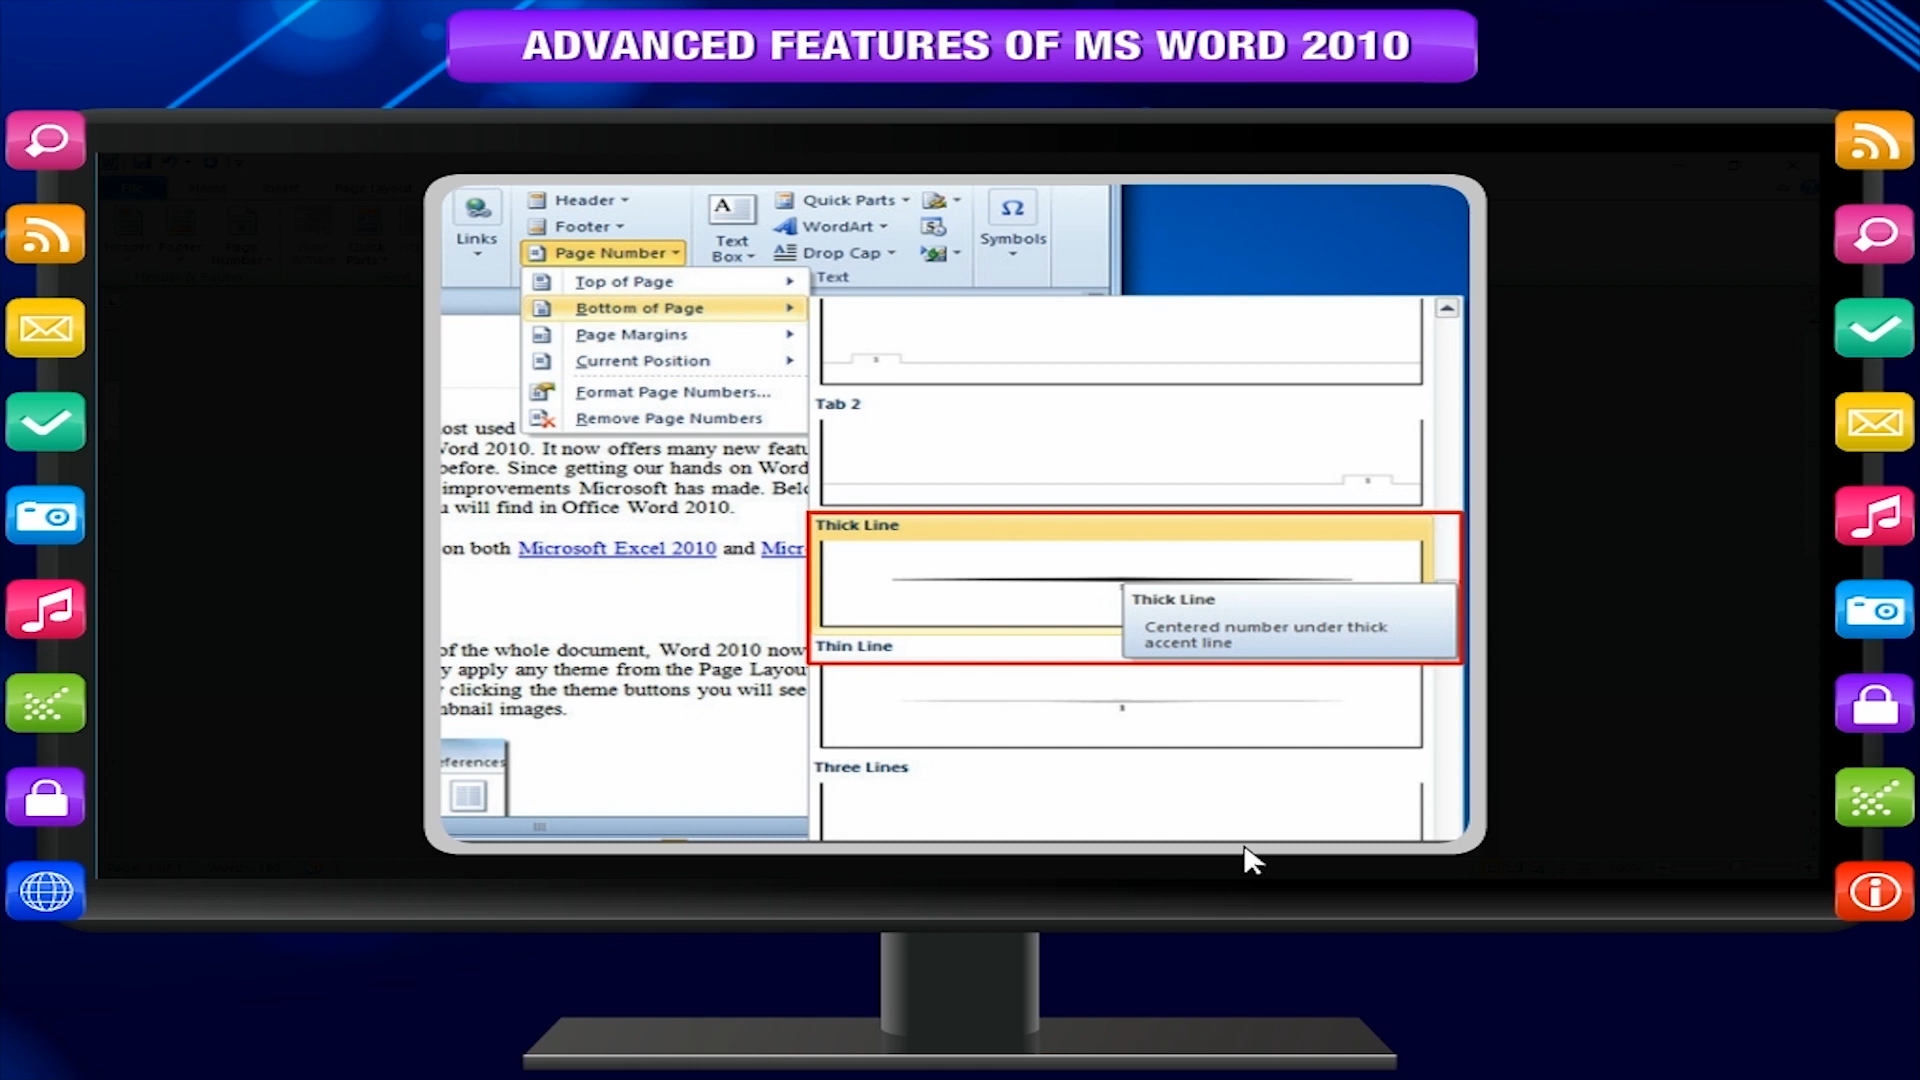 ADVANCED FEATURES OF MS WORD 2010
Links
Header
Footer
Page Number
Text
Box
Quick Parts
WordArt
Drop Cap
Text
Symbols
Top of Page
Bottom of Page
Page Margins
Current Position
Format Page Numbers...
Remove Page Numbers
ost used
Word 2010. It now offers many new featu
before. Since getting our hands on Word
improvements Microsoft has made. Belo
u will find in Office Word 2010.
on both Microsoft Excel 2010 and Micr
of the whole document, Word 2010 now
y apply any theme from the Page Layou
clicking the theme buttons you will see
nbnail images.
eferences
Tab 2
Thick Line
Thick Line
Centered number under thick
accent line
Thin Line
Three Lines